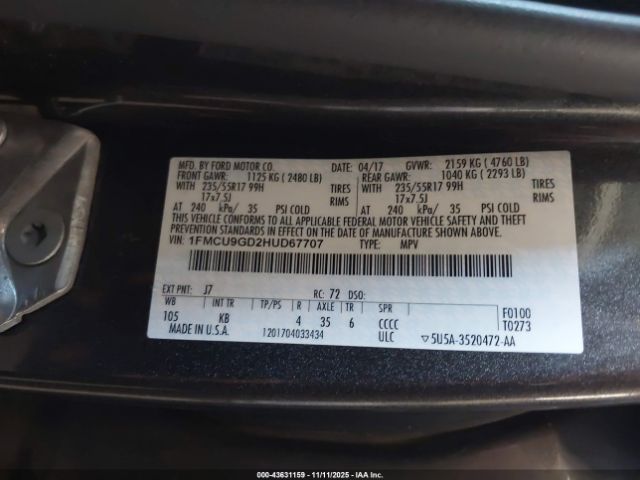 MFD. BY FORD MOTOR CO.
DATE: 04/17 GVWR: 2159 KG ( 4760 LB)
FRONT GAWR: 1125 KG ( 2480 LB)
REAR GAWR: 1040 KG ( 2293 LB)
WITH 235/55R17 99H TIRES
WITH 235/55R17 99H TIRES
17x7.5J RIMS
17x7.5J RIMS
AT 240 kPa/ 35 PSI COLD
AT 240 kPa/ 35 PSI COLD
THIS VEHICLE CONFORMS TO ALL APPLICABLE FEDERAL MOTOR VEHICLE SAFETY AND THEFT
PREVENTION STANDARDS IN EFFECT ON THE DATE OF MANUFACTURE SHOWN ABOVE.
VIN: 1FMCU9GD2HUD67707 TYPE: MPV
EXT PNT: J7 RC: 72 DSO:
WB INT TR TP/PS R AXLE TR SPR F0100
105 KB 4 35 6 CCCC T0273
MADE IN U.S.A. 1201704033434 ULC ▽5U5A-3520472-AA
000-43631159 - 11/11/2025 - IAA Inc.